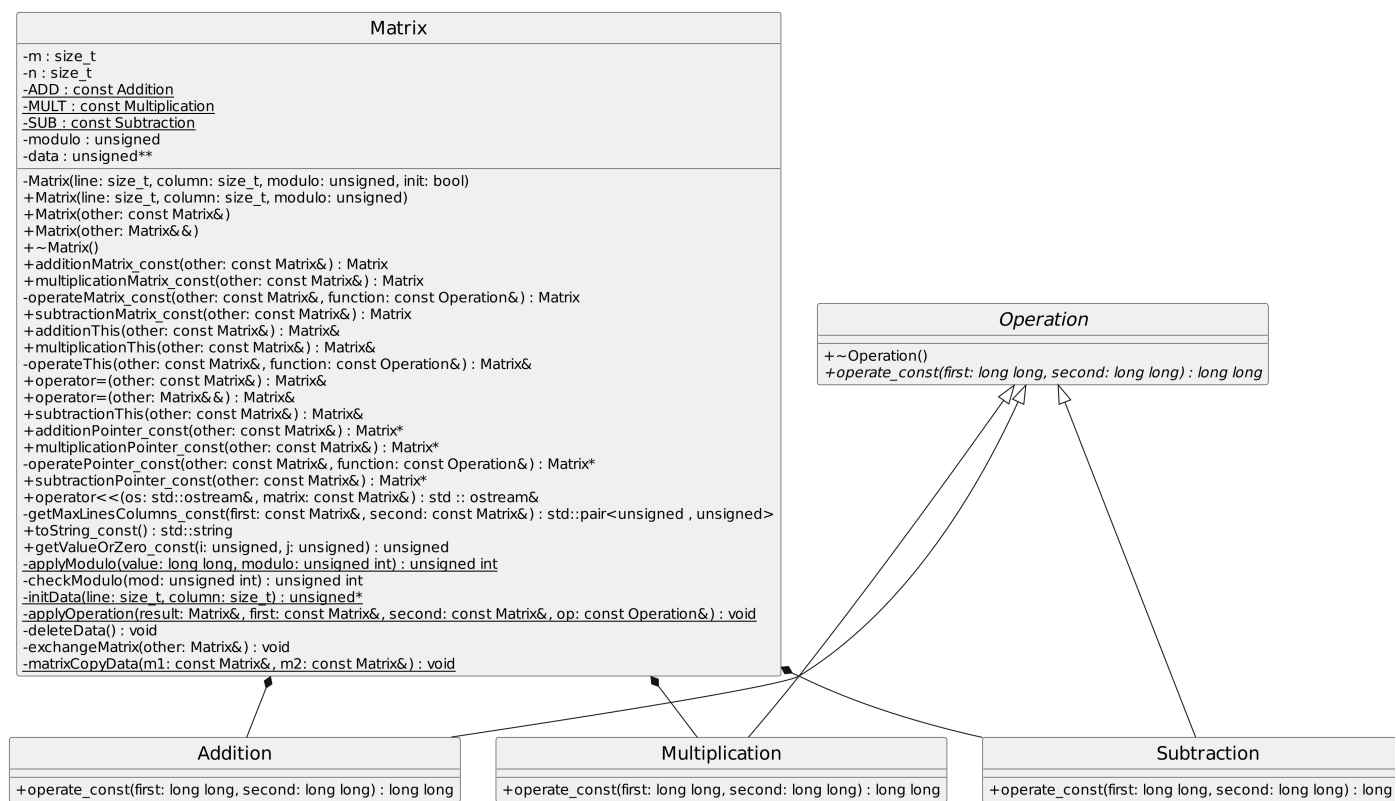 Matrix
-m : size_t
-n : size_t
-ADD : const Addition
-MULT : const Multiplication
-SUB : const Subtraction
-modulo : unsigned
-data : unsigned**
-Matrix(line: size_t, column: size_t, modulo: unsigned, init: bool)
+Matrix(line: size_t, column: size_t, modulo: unsigned)
+Matrix(other: const Matrix&)
+Matrix(other: Matrix&&)
+~Matrix()
+additionMatrix_const(other: const Matrix&) : Matrix
+multiplicationMatrix_const(other: const Matrix&) : Matrix
-operateMatrix_const(other: const Matrix&, function: const Operation&) : Matrix
+subtractionMatrix_const(other: const Matrix&) : Matrix
+additionThis(other: const Matrix&) : Matrix&
+multiplicationThis(other: const Matrix&) : Matrix&
-operateThis(other: const Matrix&, function: const Operation&) : Matrix&
+operator=(other: const Matrix&) : Matrix&
+operator=(other: Matrix&&) : Matrix&
+subtractionThis(other: const Matrix&) : Matrix&
+additionPointer_const(other: const Matrix&) : Matrix*
+multiplicationPointer_const(other: const Matrix&) : Matrix*
-operatePointer_const(other: const Matrix&, function: const Operation&) : Matrix*
+subtractionPointer_const(other: const Matrix&) : Matrix*
+operator<<(os: std::ostream&, matrix: const Matrix&) : std :: ostream&
-getMaxLinesColumns_const(first: const Matrix&, second: const Matrix&) : std::pair<unsigned , unsigned>
+toString_const() : std::string
+getValueOrZero_const(i: unsigned, j: unsigned) : unsigned
-applyModulo(value: long long, modulo: unsigned int) : unsigned int
-checkModulo(mod: unsigned int) : unsigned int
-initData(line: size_t, column: size_t) : unsigned*
-applyOperation(result: Matrix&, first: const Matrix&, second: const Matrix&, op: const Operation&) : void
-deleteData() : void
-exchangeMatrix(other: Matrix&) : void
-matrixCopyData(m1: const Matrix&, m2: const Matrix&) : void
Operation
+~Operation()
+operate_const(first: long long, second: long long) : long long
Addition
+operate_const(first: long long, second: long long) : long long
Multiplication
+operate_const(first: long long, second: long long) : long long
Subtraction
+operate_const(first: long long, second: long long) : long